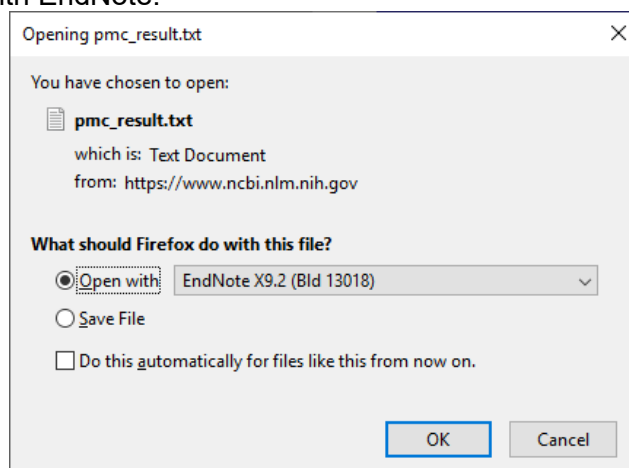 with EndNote.
Opening pmc_result.txt
You have chosen to open:
pmc_result.txt
which is: Text Document
from: https://www.ncbi.nlm.nih.gov
What should Firefox do with this file?
Open with EndNote X9.2 (Bld 13018)
Save File
Do this automatically for files like this from now on.
OK Cancel